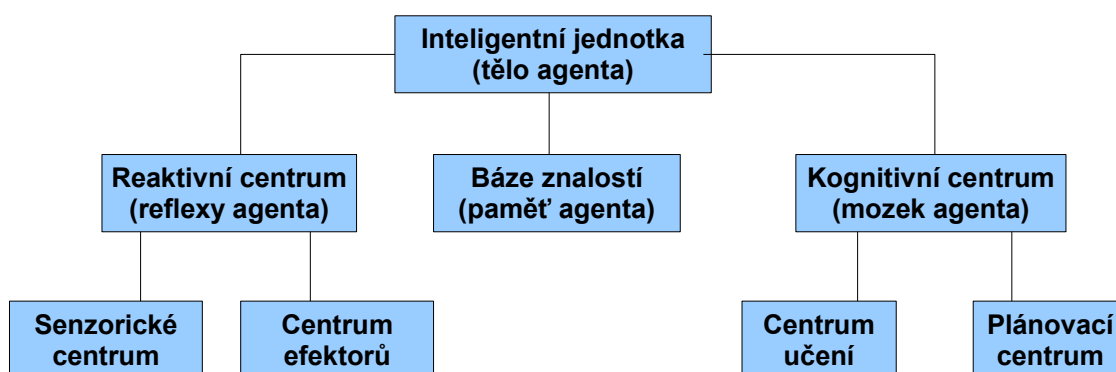 Inteligentní jednotka
(tělo agenta)
Reaktivní centrum
(reflexy agenta)
Báze znalostí
(paměť agenta)
Kognitivní centrum
(mozek agenta)
Senzorické
centrum
Centrum
efektorů
Centrum
učení
Plánovací
centrum